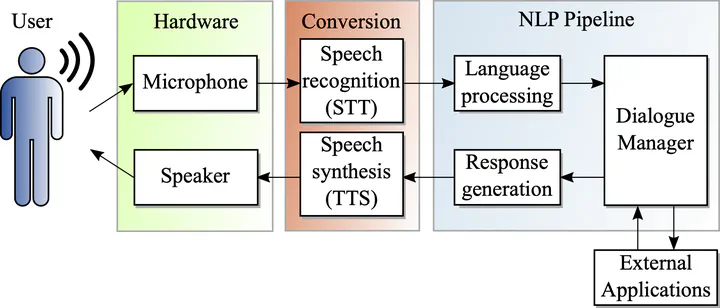 User
Hardware
Conversion
NLP Pipeline
Microphone
Speech
recognition
(STT)
Language
processing
Dialogue
Manager
Speaker
Speech
synthesis
(TTS)
Response
generation
External
Applications